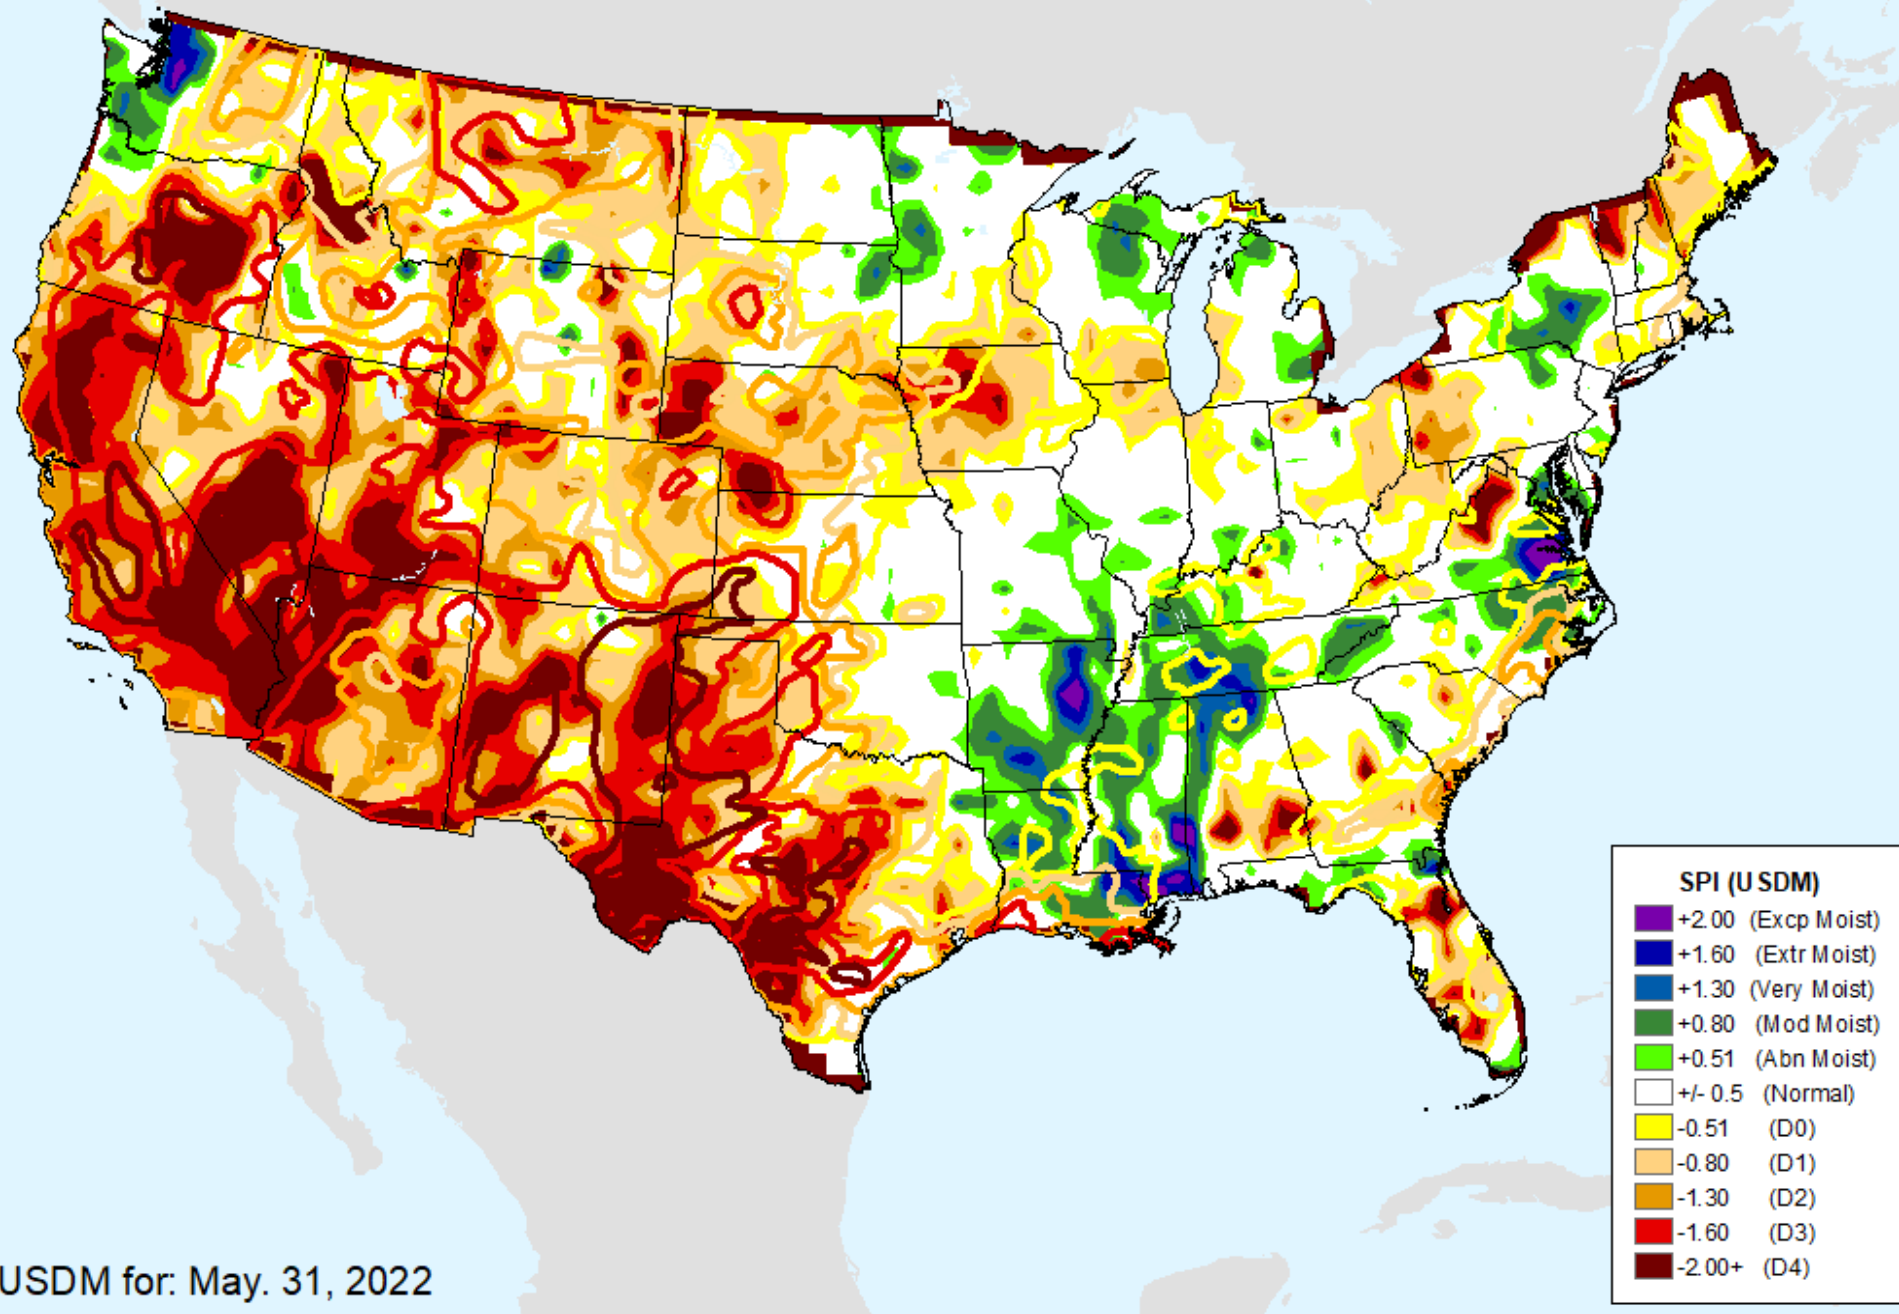 SPI (USDM)
+2.00 (Excp Moist)
+1.60 (Extr Moist)
+1.30 (Very Moist)
+0.80 (Mod Moist)
+0.51 (Abn Moist)
+/- 0.5 (Normal)
-0.51 (D0)
-0.80 (D1)
-1.30 (D2)
-1.60 (D3)
-2.00+ (D4)
USDM for: May. 31, 2022